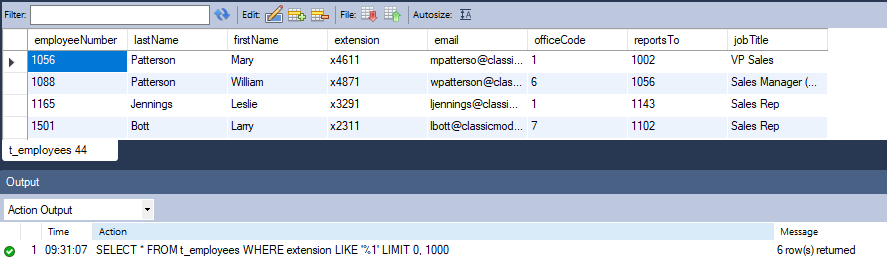 Filter: Edit: File: Autosize:
employeeNumber lastName firstName extension email officeCode reportsTo jobTitle
1056 Patterson Mary x4611 mpatterso@classi... 1 1002 VP Sales
1088 Patterson William x4871 wpatterson@clas... 6 1056 Sales Manager (...
1165 Jennings Leslie x3291 ljennings@classi... 1 1143 Sales Rep
1501 Bott Larry x2311 lbott@classicmod... 7 1102 Sales Rep
t_employees 44
Output
Action Output
Time Action Message
1 09:31:07 SELECT * FROM t_employees WHERE extension LIKE '%1' LIMIT 0, 1000 6 row(s) returned